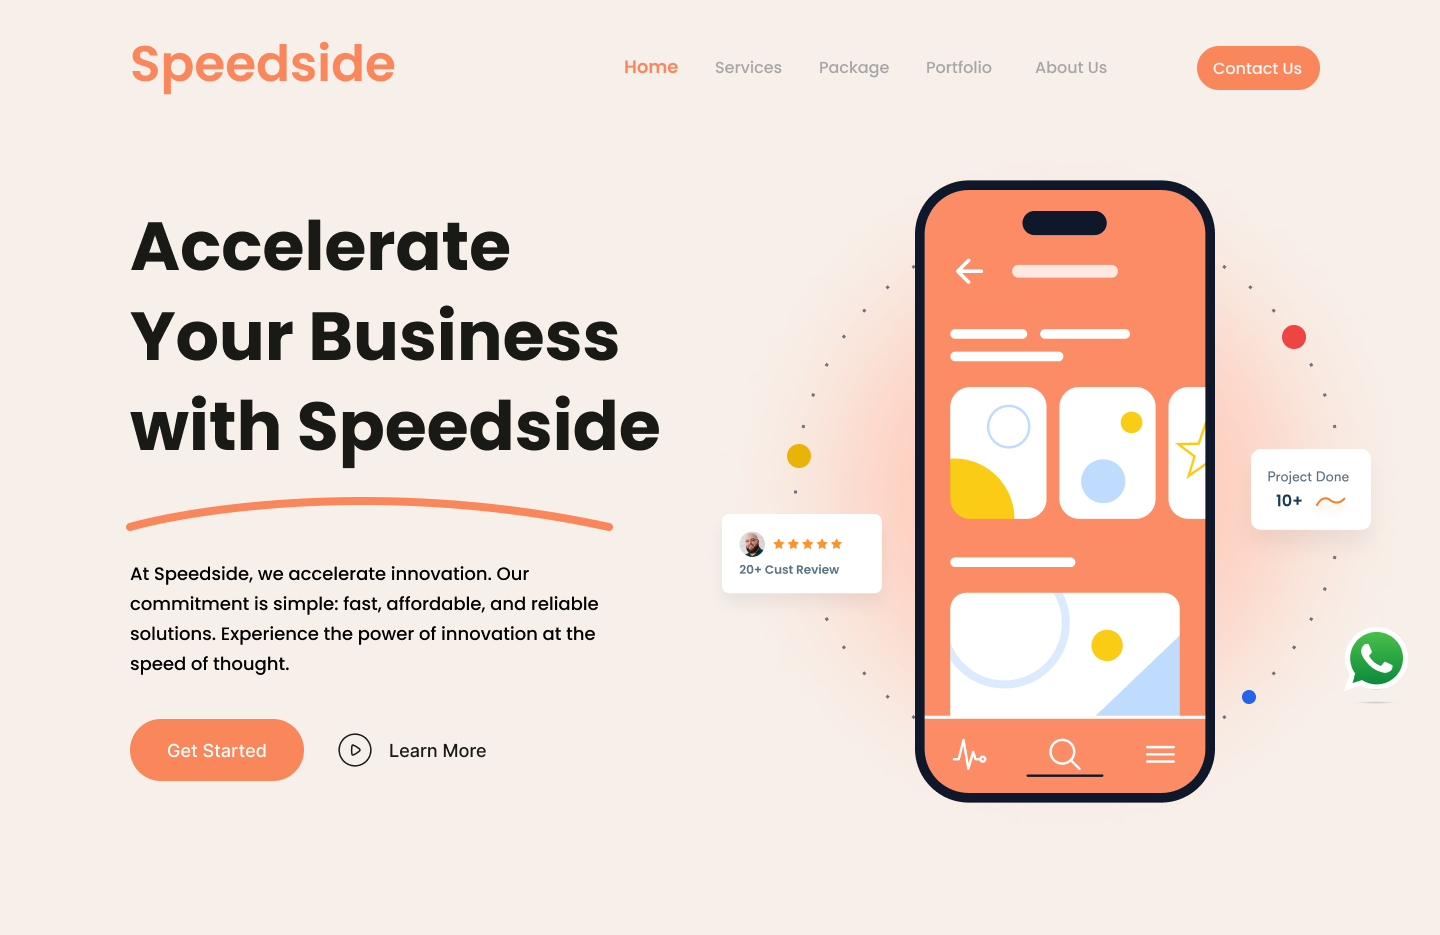 Speedside
Home Services Package Portfolio About Us Contact Us
Accelerate
Your Business
with Speedside
At Speedside, we accelerate innovation. Our
commitment is simple: fast, affordable, and reliable
solutions. Experience the power of innovation at the
speed of thought.
Get Started Learn More
20+ Cust Review
Project Done
10+